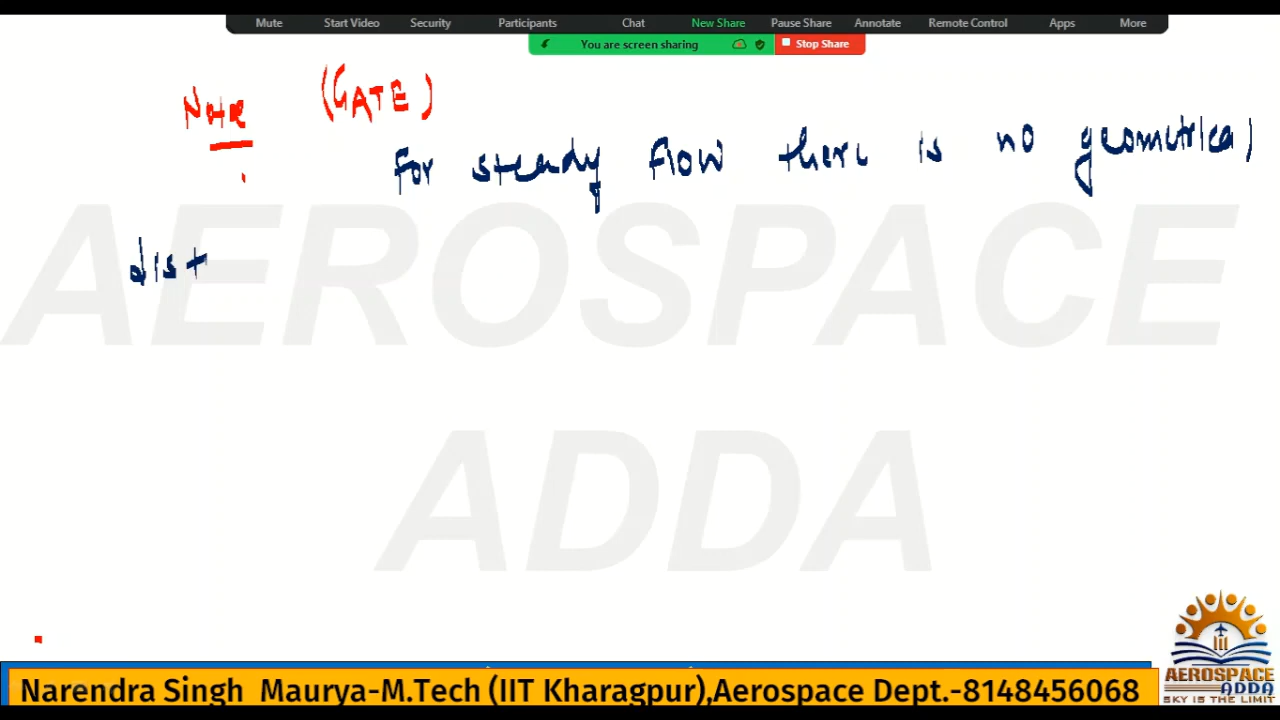 Mute Start Video Security Participants Chat New Share Pause Share Annotate Remote Control Apps More
You are screen sharing Stop Share
Note (GATE)
For steady flow there is no geometrical
dist
AEROSPACE
ADDA
Narendra Singh Maurya-M.Tech (IIT Kharagpur),Aerospace Dept.-8148456068
AEROSPACE
ADDA
SKY IS THE LIMIT